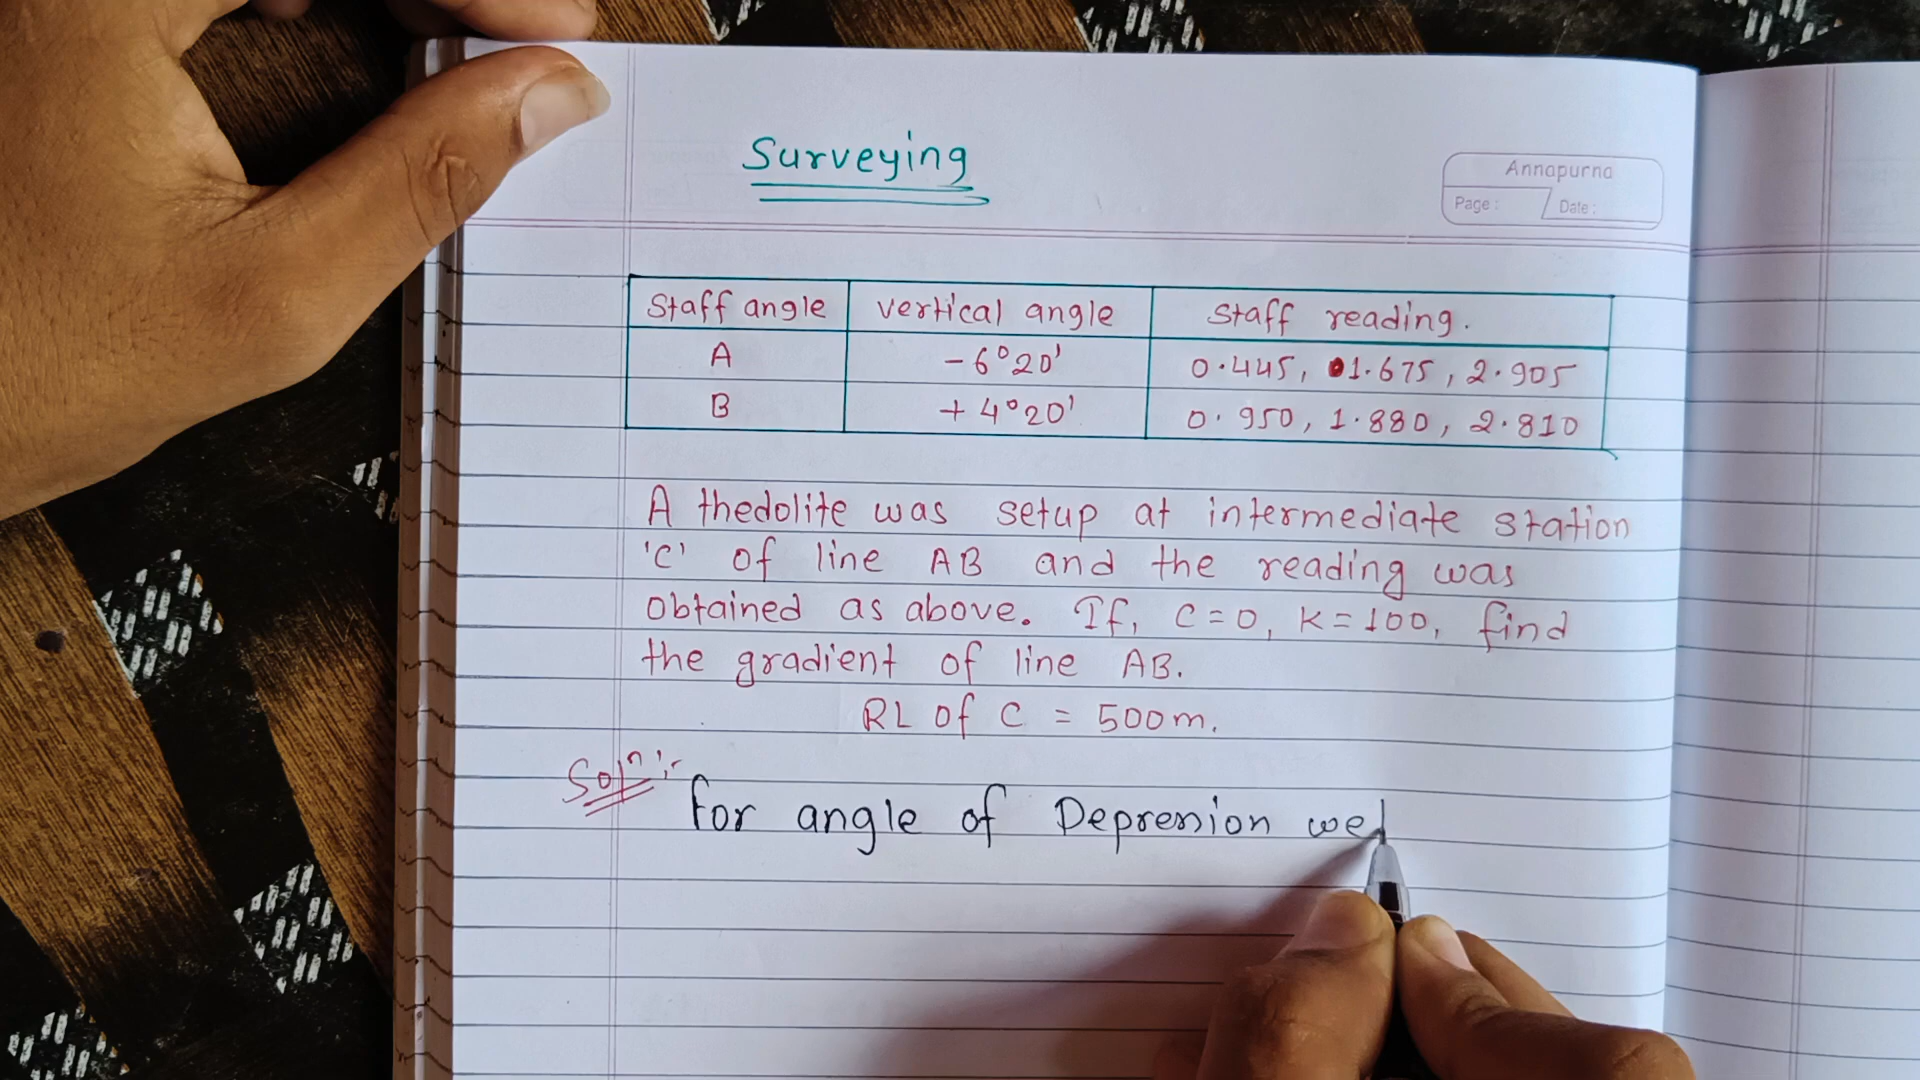 Surveying
Annapurna
Page :
Date :
Staff angle vertical angle Staff reading.
A -6°20' 0.445, 1.675, 2.905
B +4°20' 0.950, 1.880, 2.810
A thedolite was setup at intermediate station
'C' of line AB and the reading was
obtained as above. If, C=0, K=100, find
the gradient of line AB.
RL of C = 500m.
Solⁿ:-
For angle of Depression we